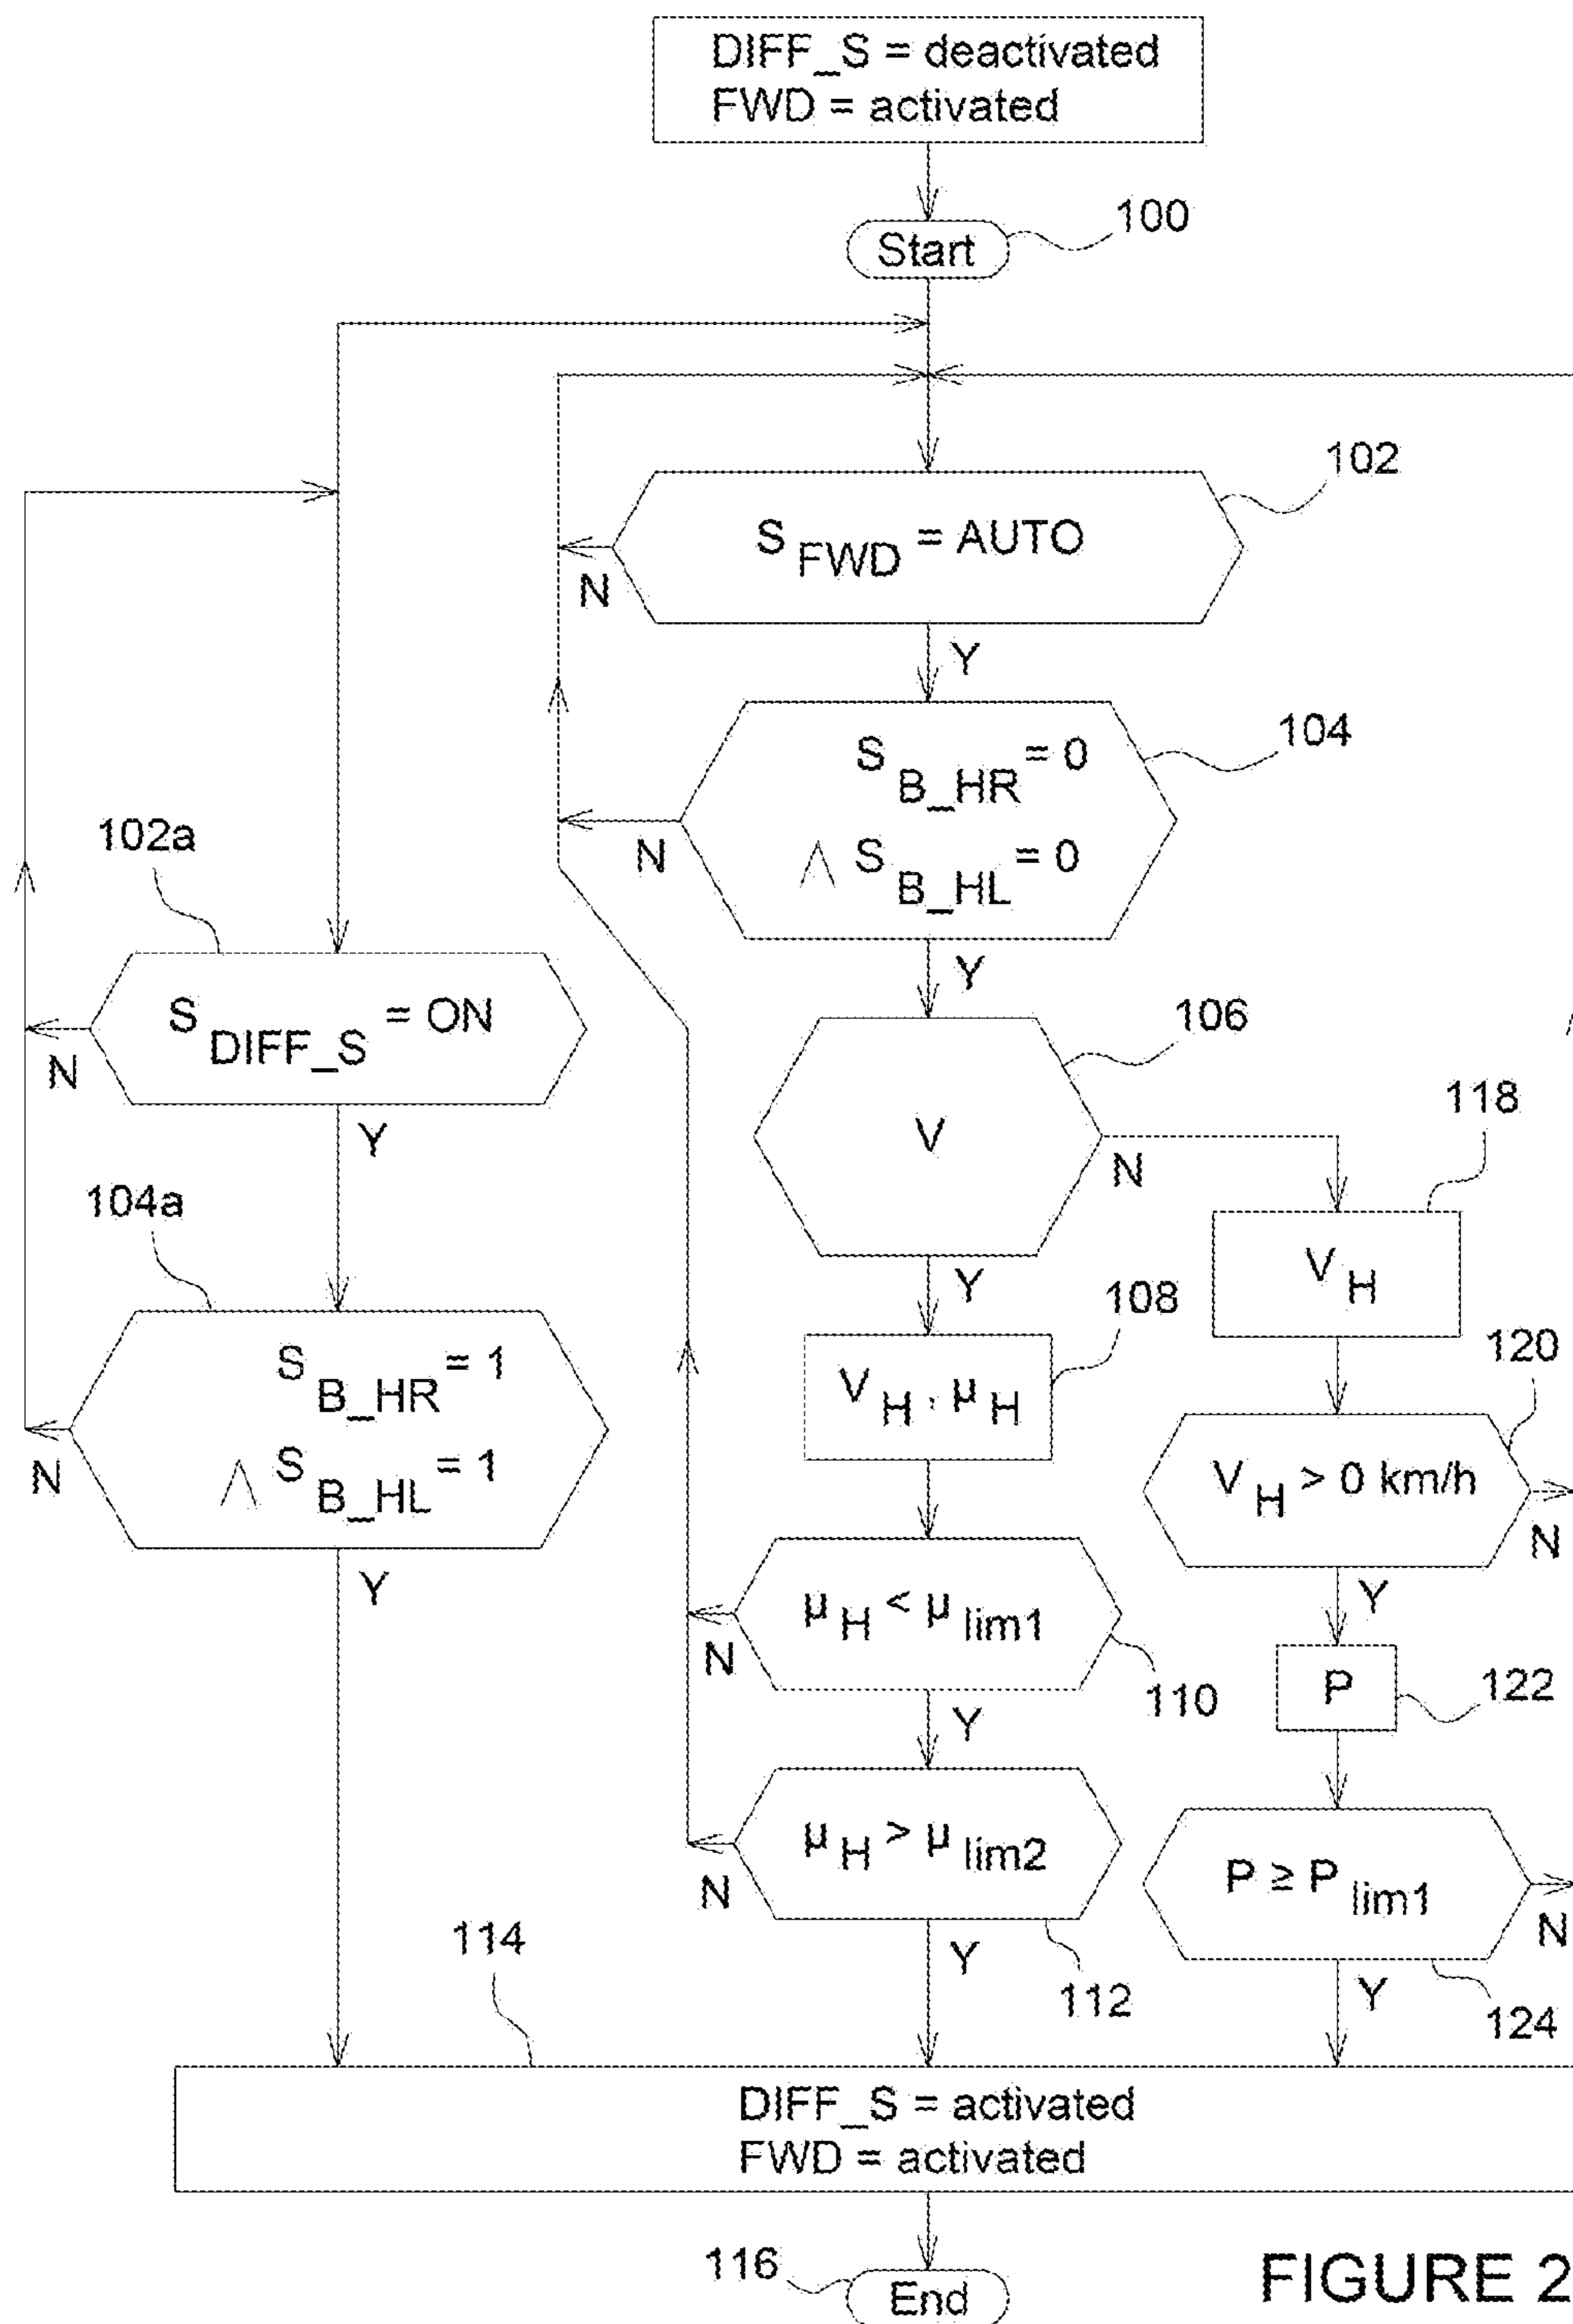 DIFF_S = deactivated
FWD = activated
100
Start
102
S FWD = AUTO
N
Y
104
S B_HR = 0
∧ S B_HL = 0
N
Y
102a
S DIFF_S = ON
N
Y
106
V
N
Y
118
V H
104a
S B_HR = 1
∧ S B_HL = 1
N
Y
108
V H , µ H
120
V H > 0 km/h
N
Y
µ H < µ lim1
N
110
Y
P
122
µ H > µ lim2
N
112
Y
P ≥ P lim1
N
124
Y
114
DIFF_S = activated
FWD = activated
116
End
FIGURE 2